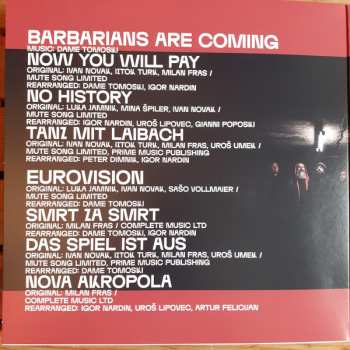 BARBARIANS ARE COMING
MUSIC: DAME TOMOSKI
NOW YOU WILL PAY
ORIGINAL: IVAN NOVAK, IZTOK TURK, MILAN FRAS /
MUTE SONG LIMITED
REARRANGED: DAME TOMOSKI, IGOR NARDIN
NO HISTORY
ORIGINAL: LUKA JAMNIK, MINA ŠPILER, IVAN NOVAK /
MUTE SONG LIMITED
REARRANGED: IGOR NARDIN, UROŠ LIPOVEC, GIANNI POPOSKI
TANZ MIT LAIBACH
ORIGINAL: IVAN NOVAK, IZTOK TURK, MILAN FRAS, UROŠ UMEK /
MUTE SONG LIMITED, PRIME MUSIC PUBLISHING
REARRANGED: PETER DIMNIK, IGOR NARDIN
EUROVISION
ORIGINAL: LUKA JAMNIK, IVAN NOVAK, SAŠO VOLLMAIER /
MUTE SONG LIMITED
REARRANGED: DAME TOMOSKI
SMRT ZA SMRT
ORIGINAL: MILAN FRAS / COMPLETE MUSIC LTD
REARRANGED: DAME TOMOSKI, IGOR NARDIN
DAS SPIEL IST AUS
ORIGINAL: IVAN NOVAK, IZTOK TURK, MILAN FRAS, UROŠ UMEK /
MUTE SONG LIMITED, PRIME MUSIC PUBLISHING
REARRANGED: DAME TOMOSKI
NOVA AKROPOLA
ORIGINAL: MILAN FRAS /
COMPLETE MUSIC LTD
REARRANGED: IGOR NARDIN, UROŠ LIPOVEC, ARTUR FELICIJAN